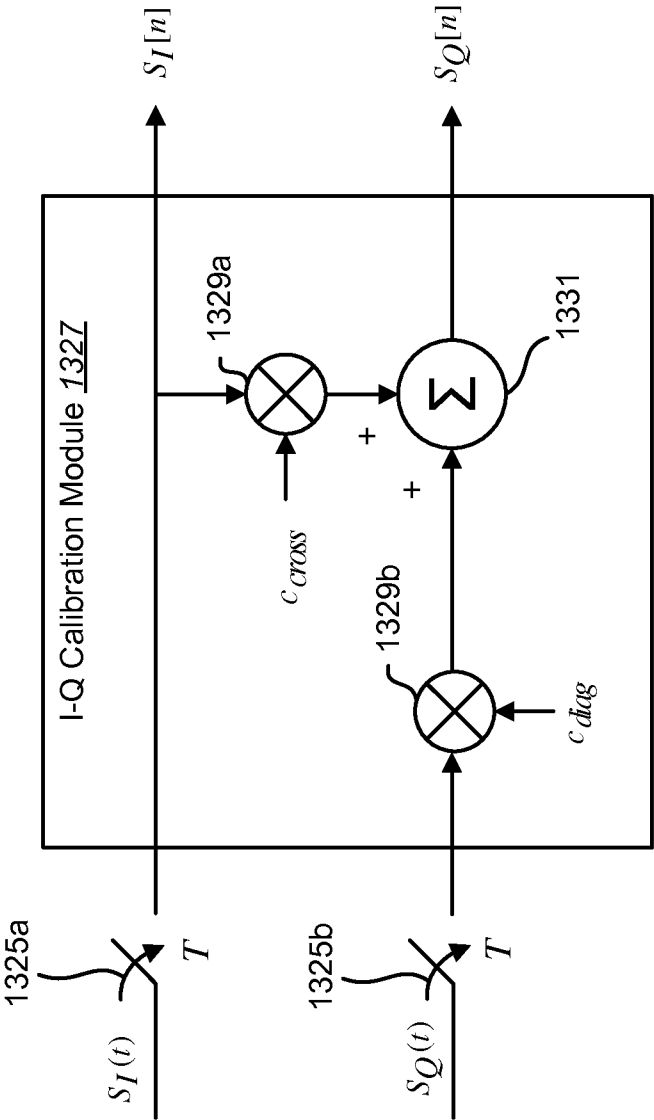 I-Q Calibration Module 1327
1325a
S_I(t)
T
S_I[n]
1329a
c_cross
+
+
Σ
1331
1325b
S_Q(t)
T
1329b
c_diag
S_Q[n]